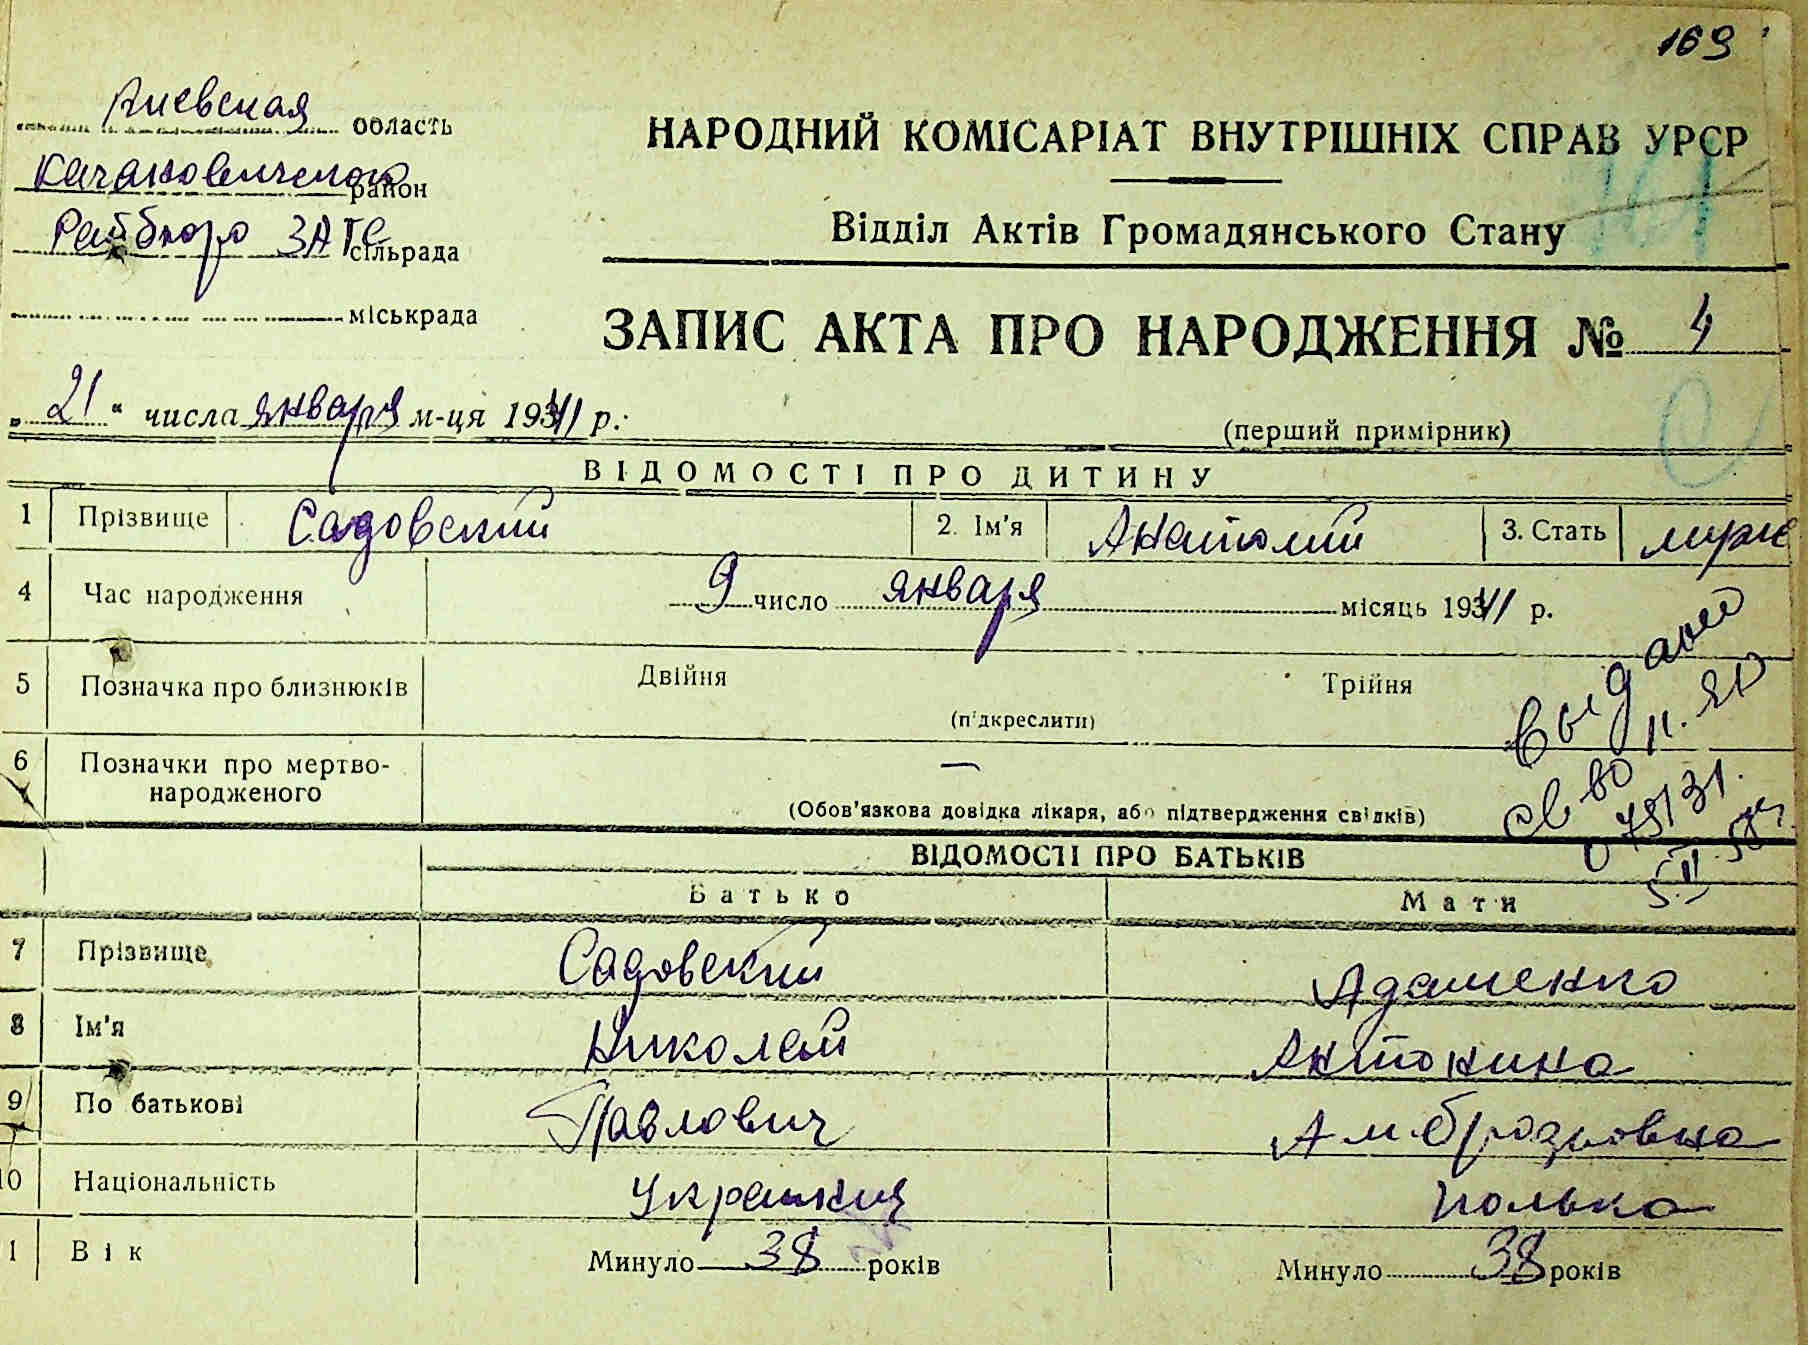 169
Киевская область
Кагановичский район
Райбюро ЗАГС сільрада
міськрада
НАРОДНИЙ КОМІСАРІАТ ВНУТРІШНІХ СПРАВ УРСР
Відділ Актів Громадянського Стану
ЗАПИС АКТА ПРО НАРОДЖЕННЯ № 4
„21“ числа января м-ця 1941 р.
(перший примірник)
ВІДОМОСТІ ПРО ДИТИНУ
1 Прізвище Садовский 2. Ім'я Анатолий 3. Стать муж
4 Час народження 9 число января місяць 1941 р.
5 Позначка про близнюків Двійня Трійня
(підкреслити)
6 Позначки про мертво-
народженого —
(Обов'язкова довідка лікаря, або підтвердження свідків)
ВІДОМОСТІ ПРО БАТЬКІВ
Батько Мати
7 Прізвище Садовский Адаменко
8 Ім'я Николай Антонина
9 По батькові Павлович Амброзьовна
10 Національність Украинец Полька
1 Вік Минуло 38 років Минуло 38 років